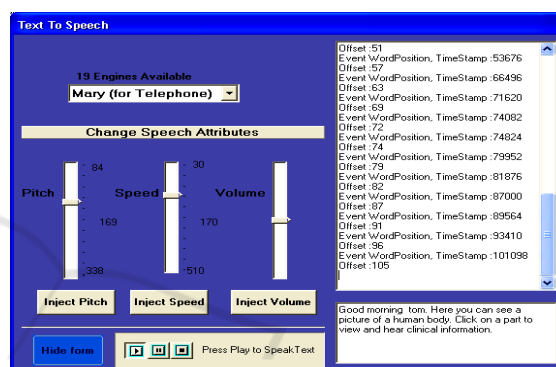 Text To Speech
19 Engines Available
Mary (for Telephone)
Change Speech Attributes
Pitch
84
169
,338
Speed
30
170
-510
Volume
Inject Pitch
Inject Speed
Inject Volume
Hide form
Press Play to SpeakText
Offset :51
Event WordPosition, TimeStamp :53676
Offset :57
Event WordPosition, TimeStamp :66496
Offset :63
Event WordPosition, TimeStamp :71620
Offset :69
Event WordPosition, TimeStamp :74082
Offset :72
Event WordPosition, TimeStamp :74824
Offset :74
Event WordPosition, TimeStamp :79952
Offset :79
Event WordPosition, TimeStamp :81876
Offset :82
Event WordPosition, TimeStamp :87000
Offset :87
Event WordPosition, TimeStamp :89564
Offset :91
Event WordPosition, TimeStamp :93410
Offset :96
Event WordPosition, TimeStamp :101098
Offset :105
Good morning tom. Here you can see a
picture of a human body. Click on a part to
view and hear clinical information.